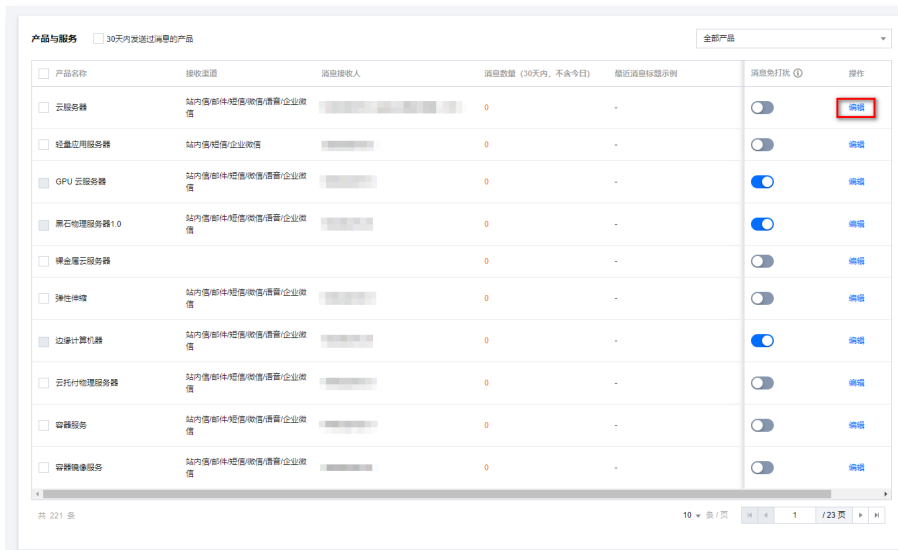 产品与服务 30天内发送过消息的产品 全部产品
产品名称 接收渠道 消息接收人 消息数量（30天内，不含今日） 最近消息标题示例 消息免打扰 操作
云服务器 站内信/邮件/短信/微信/语音/企业微 0 - 编辑
信
轻量应用服务器 站内信/短信/企业微信 0 - 编辑
GPU 云服务器 站内信/邮件/短信/微信/语音/企业微 0 - 编辑
信
黑石物理服务器1.0 站内信/邮件/短信/微信/语音/企业微 0 - 编辑
信
裸金属云服务器 0 - 编辑
弹性伸缩 站内信/邮件/短信/微信/语音/企业微 0 - 编辑
信
边缘计算机器 站内信/邮件/短信/微信/语音/企业微 0 - 编辑
信
云托付物理服务器 站内信/邮件/短信/微信/语音/企业微 0 - 编辑
信
容器服务 站内信/邮件/短信/微信/语音/企业微 0 - 编辑
信
容器镜像服务 站内信/邮件/短信/微信/语音/企业微 0 - 编辑
信
共 221 条 10 条 / 页 1 / 23 页